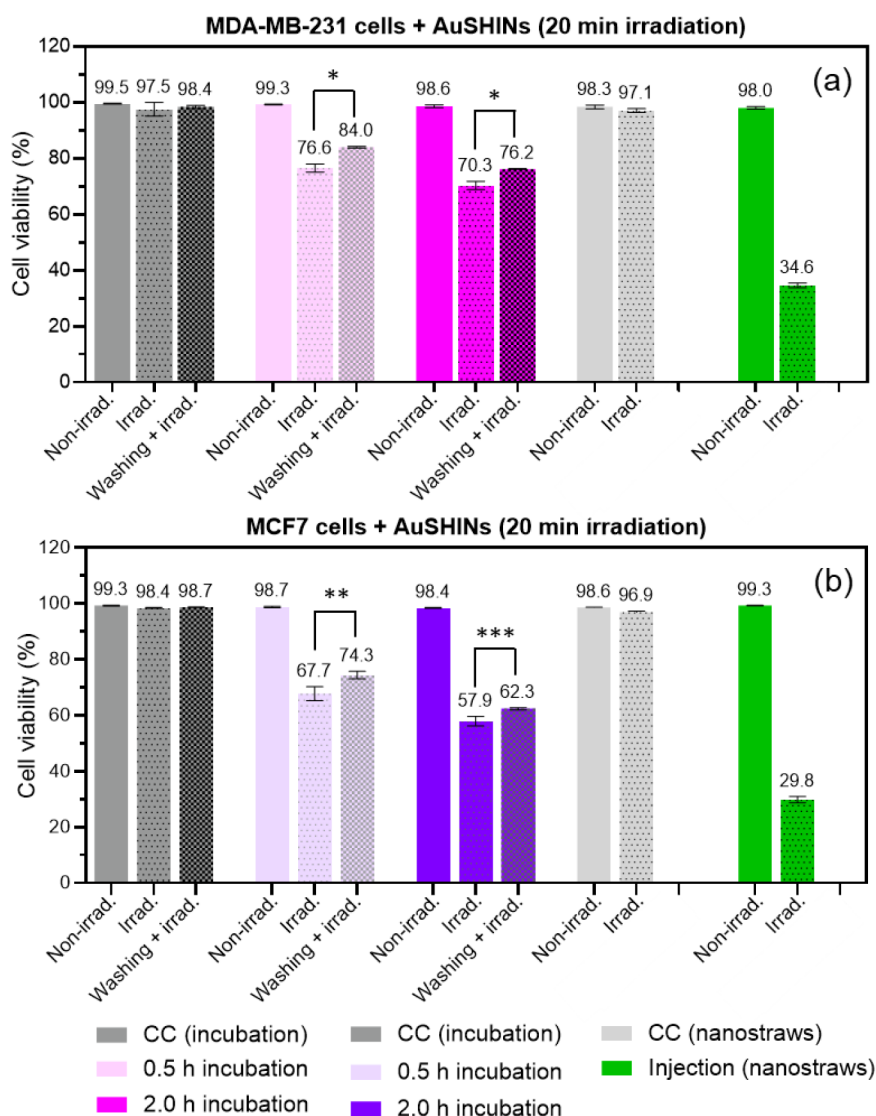 MDA-MB-231 cells + AuSHINs (20 min irradiation)
(a)
Cell viability (%)
120
100
80
60
40
20
0
99.5 97.5 98.4 99.3 76.6 84.0 98.6 70.3 76.2 98.3 97.1 98.0 34.6
* *
Non-irrad. Irrad. Washing + irrad. Non-irrad. Irrad. Washing + irrad. Non-irrad. Irrad. Washing + irrad. Non-irrad. Irrad. Non-irrad. Irrad.
MCF7 cells + AuSHINs (20 min irradiation)
(b)
Cell viability (%)
120
100
80
60
40
20
0
99.3 98.4 98.7 98.7 67.7 74.3 98.4 57.9 62.3 98.6 96.9 99.3 29.8
** ***
Non-irrad. Irrad. Washing + irrad. Non-irrad. Irrad. Washing + irrad. Non-irrad. Irrad. Washing + irrad. Non-irrad. Irrad. Non-irrad. Irrad.
CC (incubation) CC (incubation) CC (nanostraws)
0.5 h incubation 0.5 h incubation Injection (nanostraws)
2.0 h incubation 2.0 h incubation